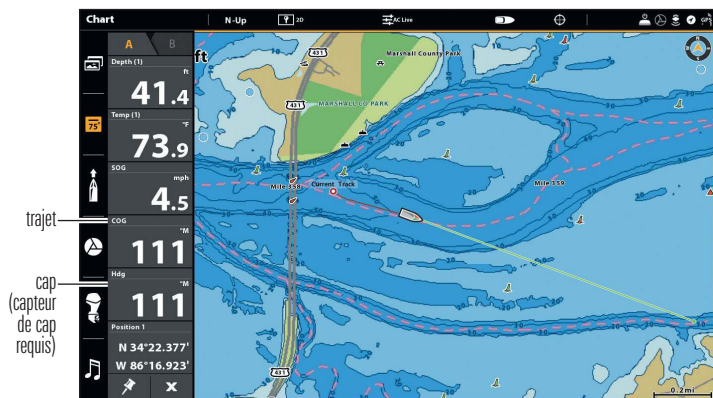 Chart
N-Up
2D
AC Live
GPS
A B
Depth (1)
ft
41.4
Temp (1)
°F
73.9
SOG
mph
4.5
COG
°M
111
Hdg
°M
111
Position 1
N 34°22.377'
W 86°16.923'
75°
trajet
cap
(capteur
de cap
requis)
ft
431
Marshall County Park
431
MARSHALL CO PARK
Mile 358
Current Track
Mile 359
431
0.2mi
N
S
X